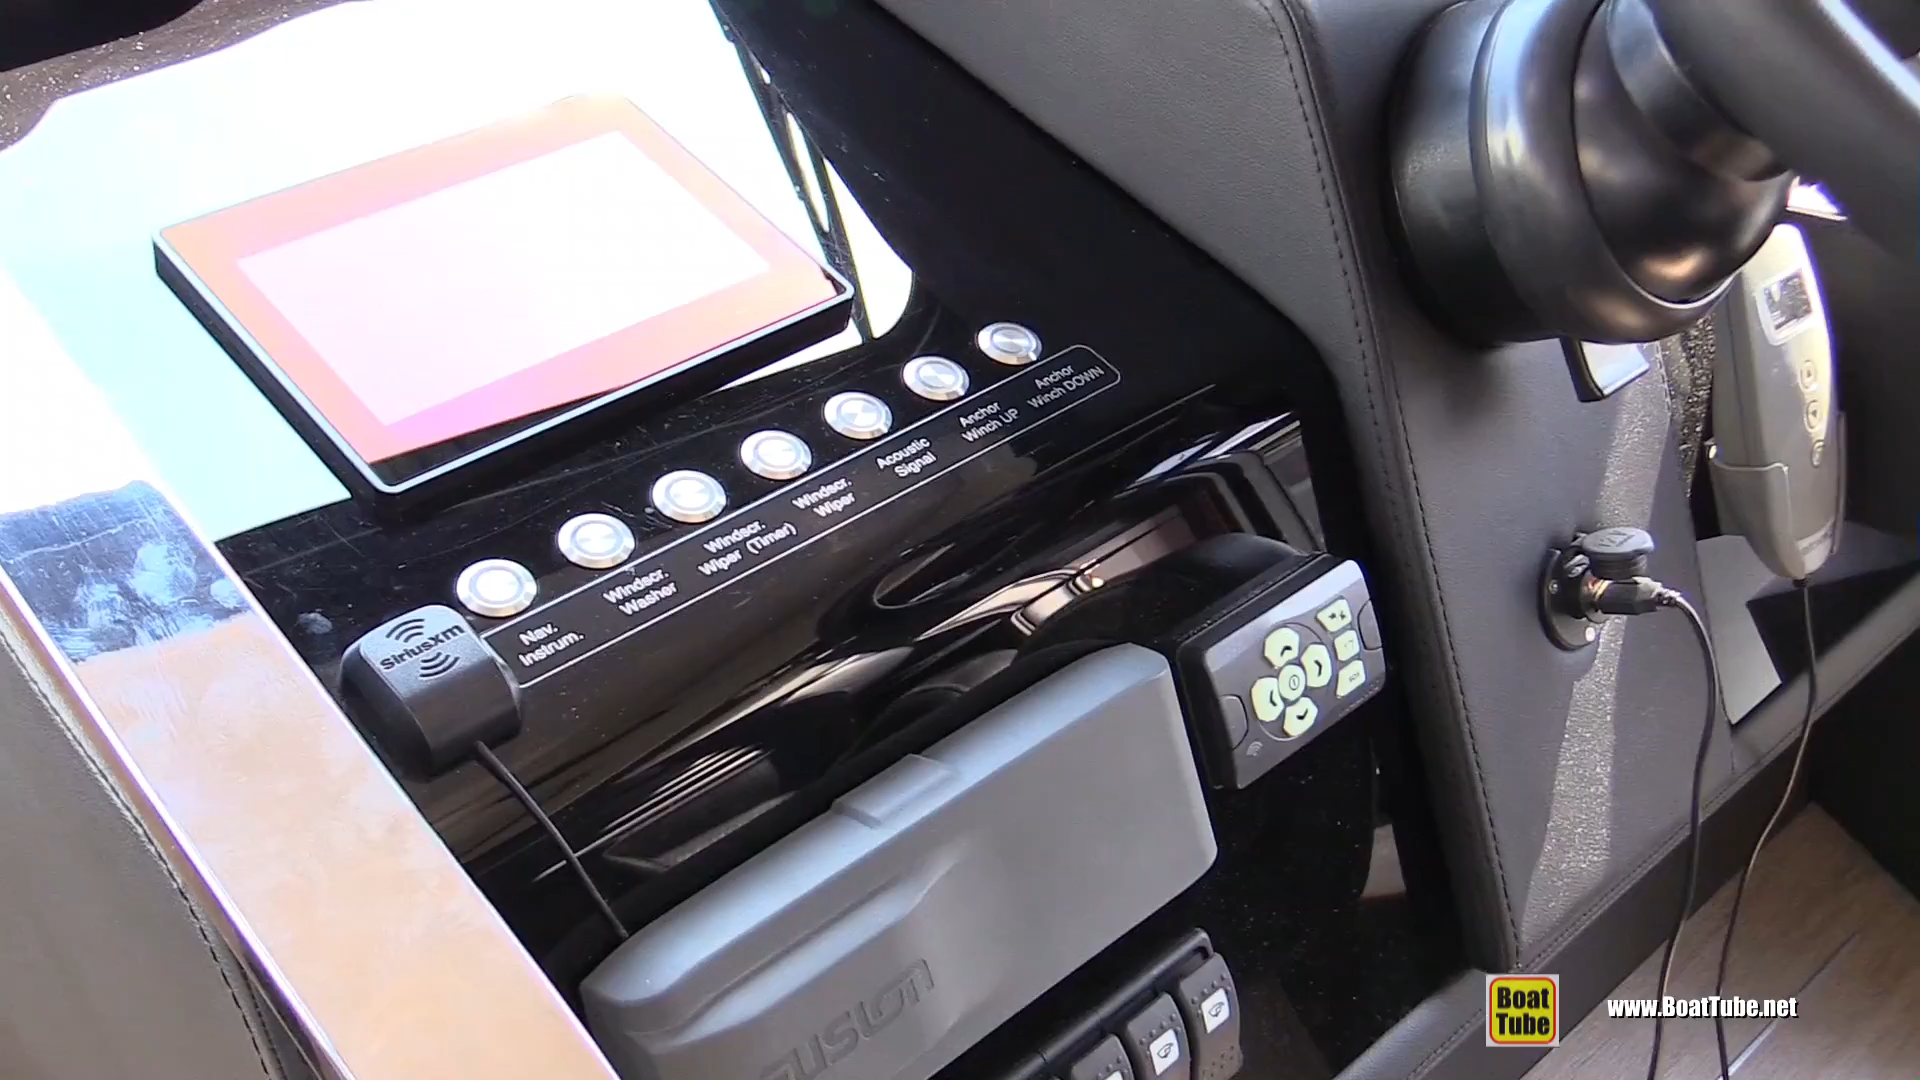 Anchor
Winch DOWN
Anchor
Winch UP
Acoustic
Signal
Windscr.
Wiper
Windscr.
Wiper (Timer)
Windscr.
Washer
Nav.
Instrum.
SiriusXM
FUSION
Boat
Tube
www.BoatTube.net